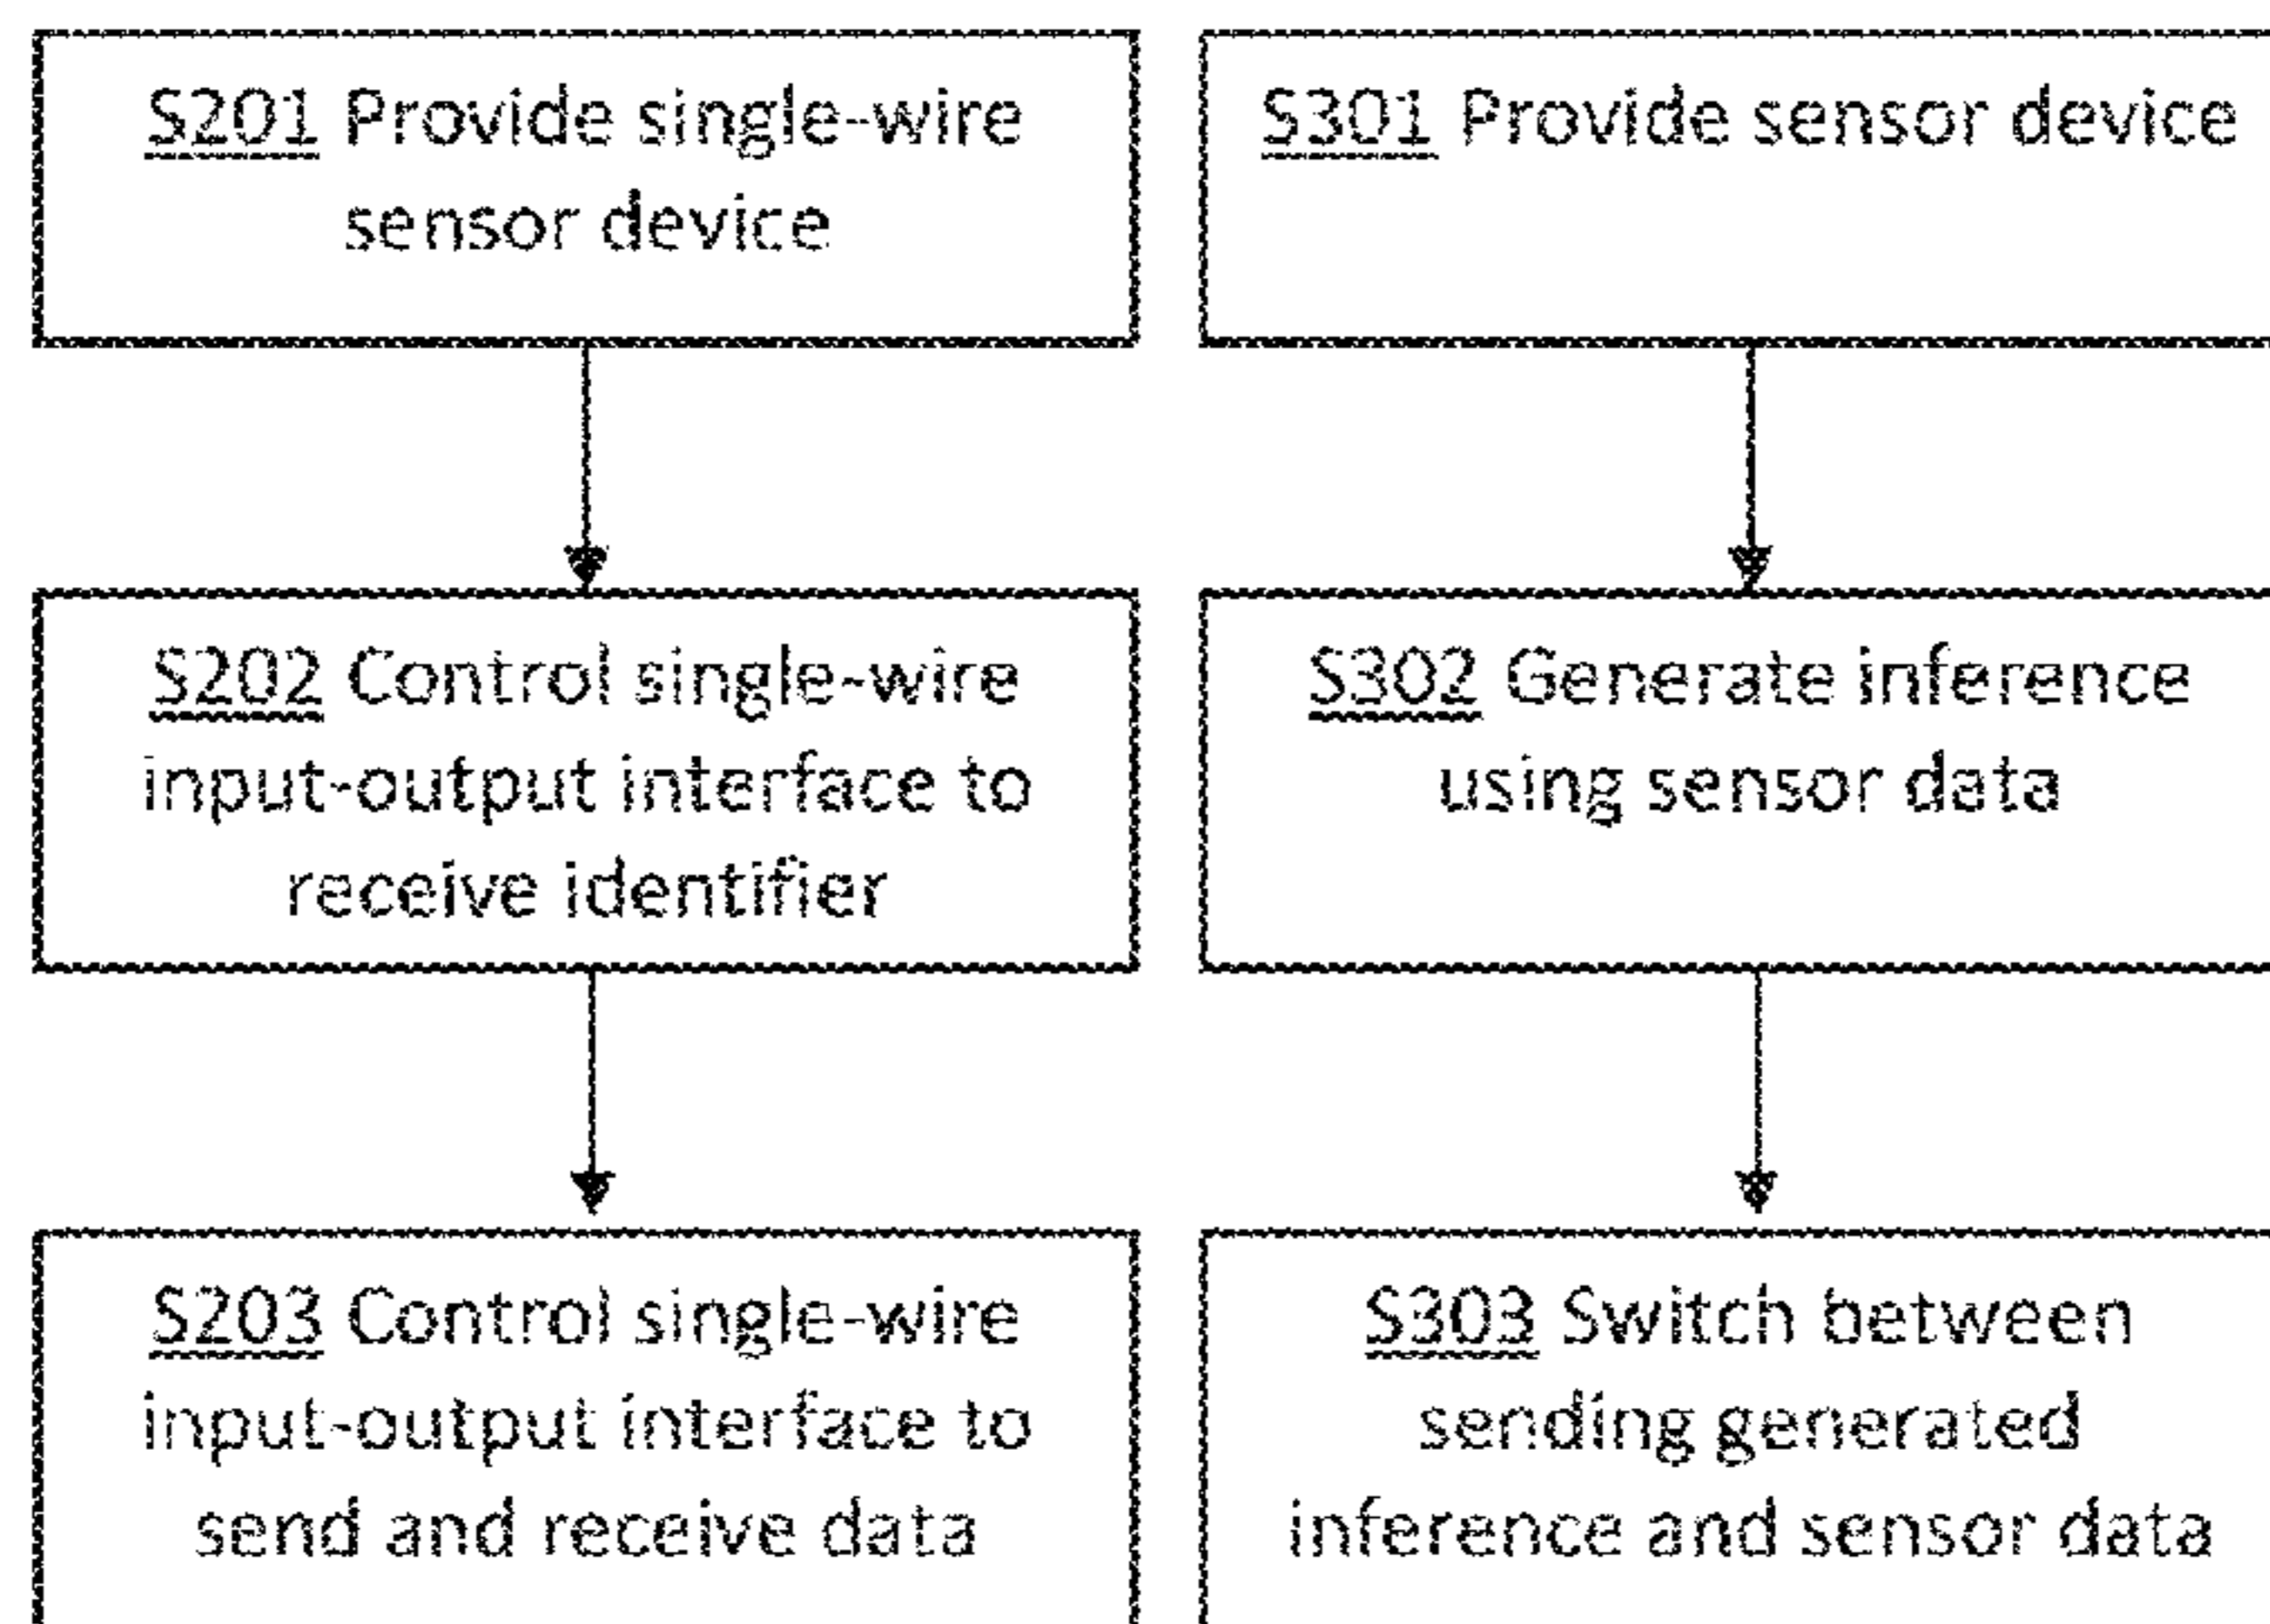 S201 Provide single-wire
sensor device
S202 Control single-wire
input-output interface to
receive identifier
S203 Control single-wire
input-output interface to
send and receive data
S301 Provide sensor device
S302 Generate inference
using sensor data
S303 Switch between
sending generated
inference and sensor data